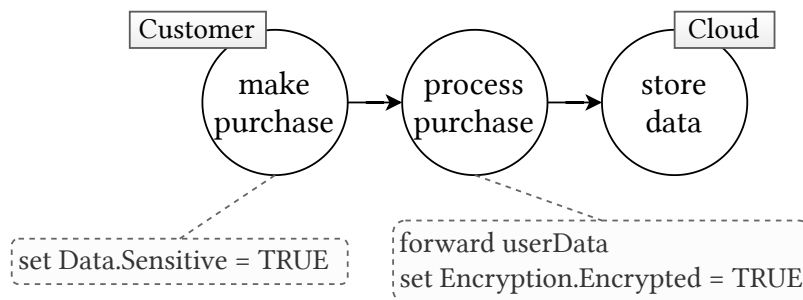 Customer
Cloud
make
purchase
process
purchase
store
data
set Data.Sensitive = TRUE
forward userData
set Encryption.Encrypted = TRUE